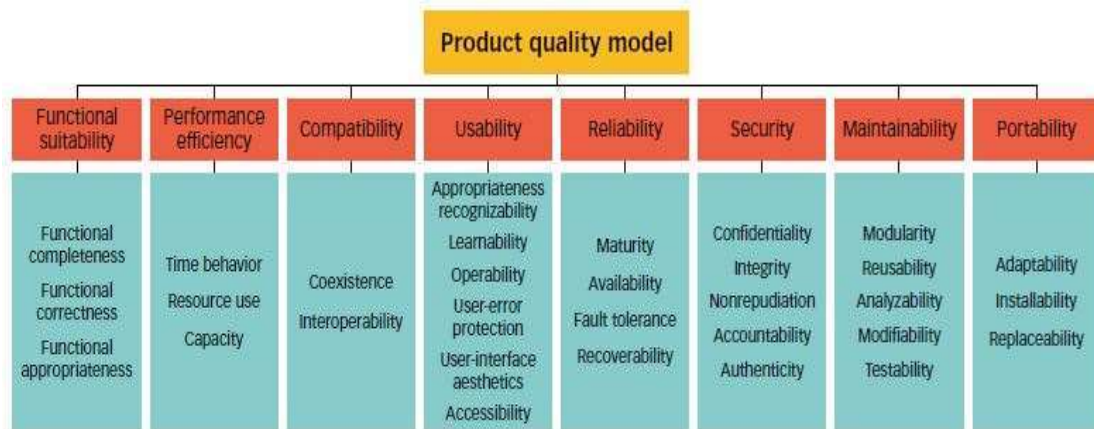 Product quality model
Functional
suitability
Performance
efficiency
Compatibility
Usability
Reliability
Security
Maintainability
Portability
Functional
completeness
Functional
correctness
Functional
appropriateness
Time behavior
Resource use
Capacity
Coexistence
Interoperability
Appropriateness
recognizability
Learnability
Operability
User-error
protection
User-interface
aesthetics
Accessibility
Maturity
Availability
Fault tolerance
Recoverability
Confidentiality
Integrity
Nonrepudiation
Accountability
Authenticity
Modularity
Reusability
Analyzability
Modifiability
Testability
Adaptability
Installability
Replaceability